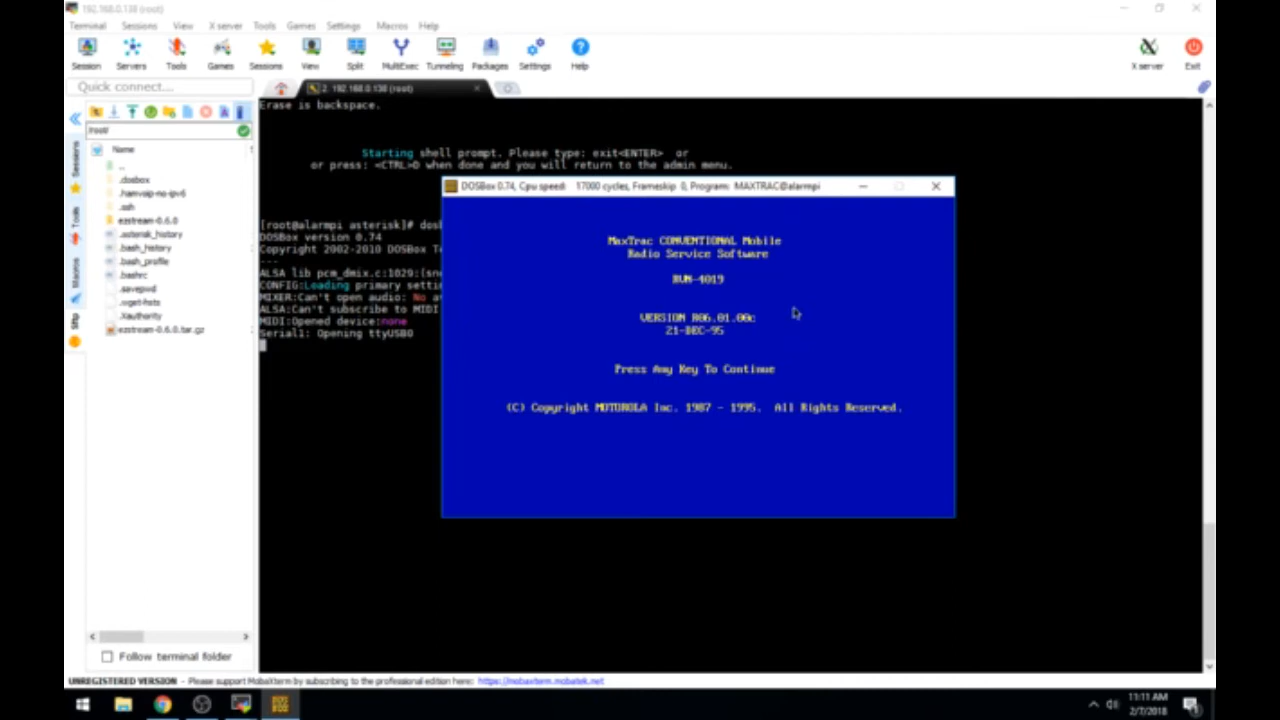 192.168.0.138 (root)
Terminal Sessions View X server Tools Games Settings Macros Help
Session Servers Tools Games Sessions View Split MultiExec Tunneling Packages Settings Help X server Exit
Quick connect...
2. 192.168.0.138 (root)
/root/
Name
..
.dosbox
.hamvoip-no-ipv6
.ssh
ezstream-0.6.0
.asterisk_history
.bash_history
.bash_profile
.bashrc
.savepwd
.wget-hsts
.Xauthority
ezstream-0.6.0.tar.gz
Sessions
Tools
Macros
Sftp
Follow terminal folder
Erase is backspace.
Starting shell prompt. Please type: exit<ENTER> or
or press: <CTRL>D when done and you will return to the admin menu.
[root@alarmpi asterisk]# dos
DOSBox version 0.74
Copyright 2002-2010 DOSBox Te
---
ALSA lib pcm_dmix.c:1029:(sn
CONFIG:Loading primary setti
MIXER:Can't open audio: No a
ALSA:Can't subscribe to MIDI
MIDI:Opened device:none
Serial1: Opening ttyUSB0
DOSBox 0.74, Cpu speed: 17000 cycles, Frameskip 0, Program: MAXTRAC@alarmpi
MaxTrac CONVENTIONAL Mobile
Radio Service Software
RVN-4019
VERSION R06.01.00c
21-DEC-95
Press Any Key To Continue
(C) Copyright MOTOROLA Inc. 1987 - 1995. All Rights Reserved.
UNREGISTERED VERSION - Please support MobaXterm by subscribing to the professional edition here: https://mobaxterm.mobatek.net
11:11 AM
2/7/2018